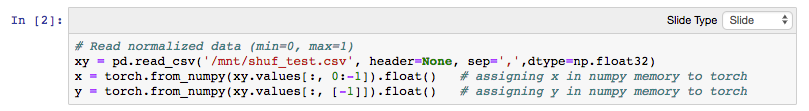 In [2]:
Slide Type Slide
# Read normalized data (min=0, max=1)
xy = pd.read_csv('/mnt/shuf_test.csv', header=None, sep=',',dtype=np.float32)
x = torch.from_numpy(xy.values[:, 0:-1]).float()   # assigning x in numpy memory to torch
y = torch.from_numpy(xy.values[:, [-1]]).float()   # assigning y in numpy memory to torch